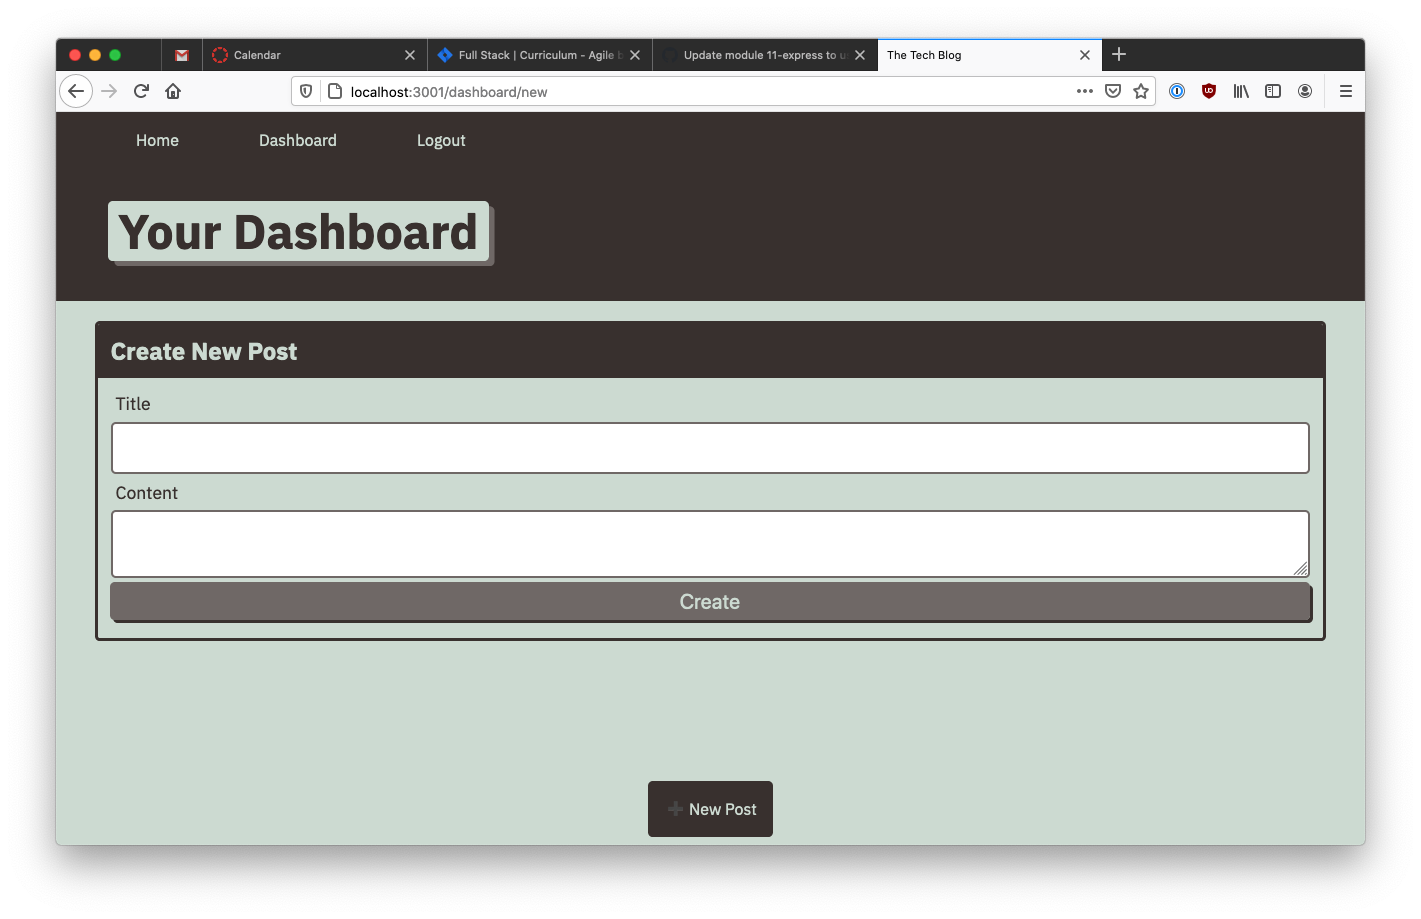 Calendar
Full Stack | Curriculum - Agile b
Update module 11-express to u
The Tech Blog
localhost:3001/dashboard/new
Home
Dashboard
Logout
Your Dashboard
Create New Post
Title
Content
Create
New Post